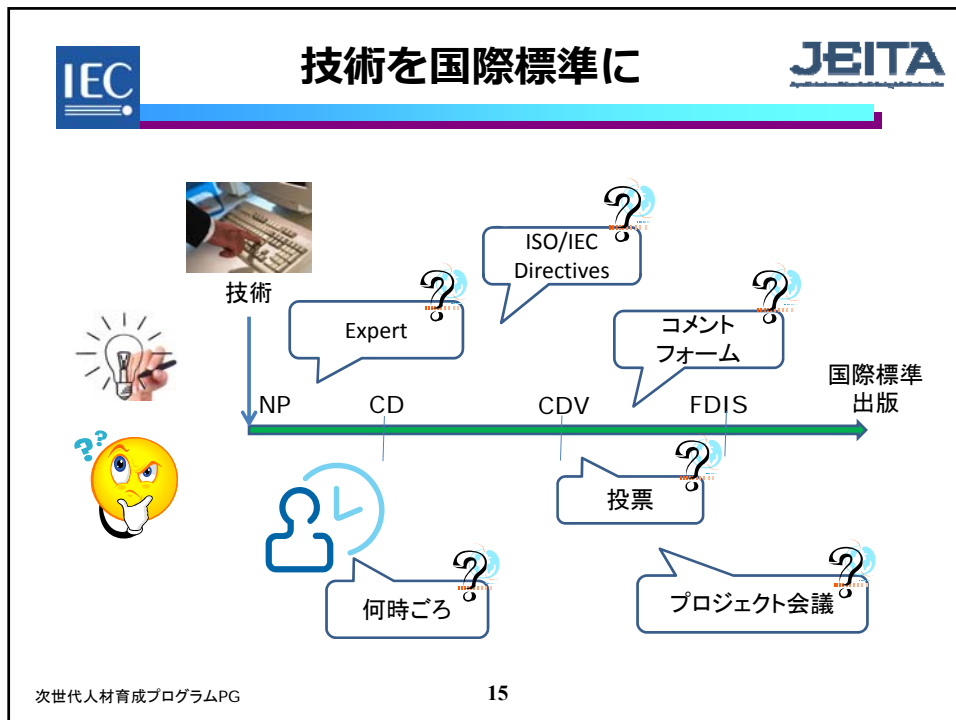 IEC
技術を国際標準に
JEITA
技術
ISO/IEC
Directives
Expert
コメント
フォーム
国際標準
出版
NP
CD
CDV
FDIS
投票
何時ごろ
プロジェクト会議
次世代人材育成プログラムPG
15